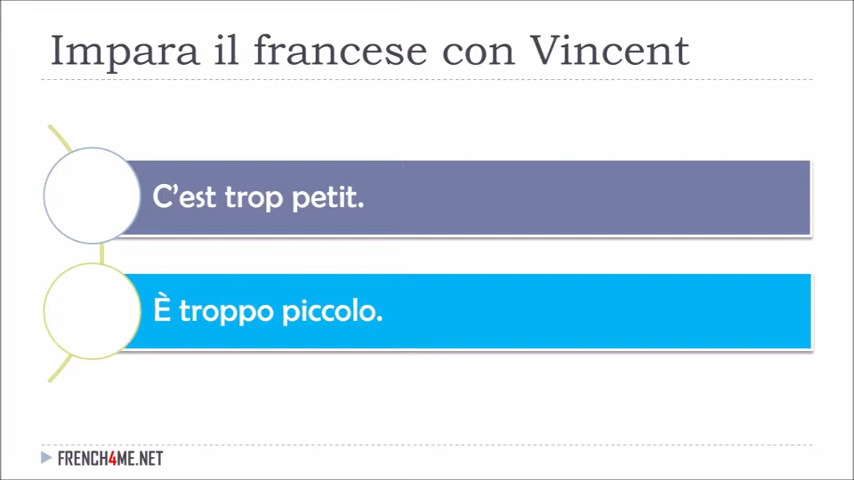 Impara il francese con Vincent
C’est trop petit.
È troppo piccolo.
FRENCH4ME.NET